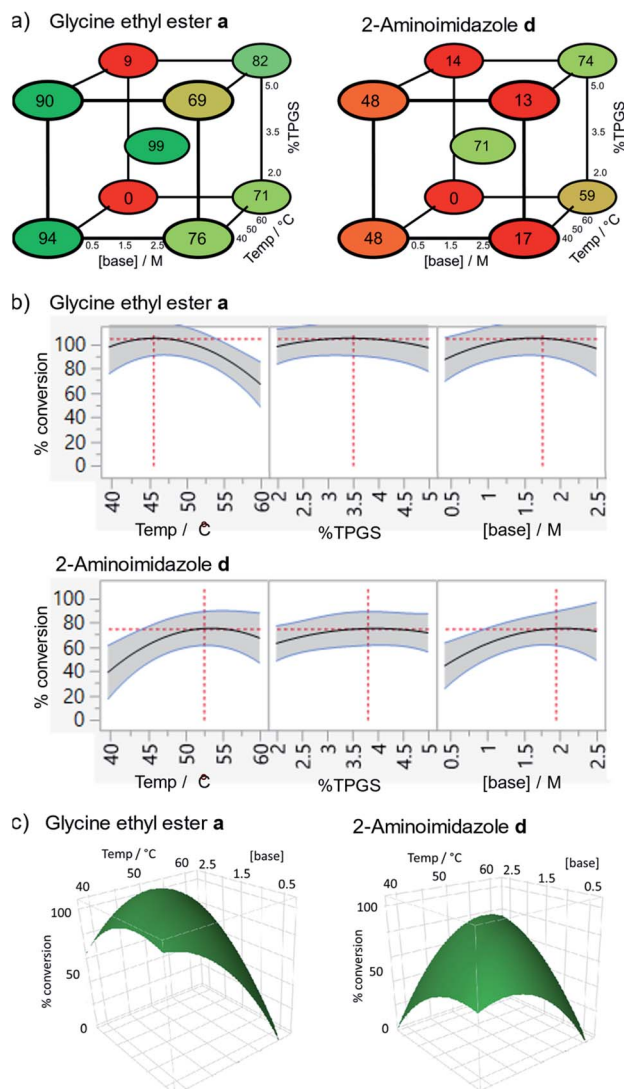 a) Glycine ethyl ester a
2-Aminoimidazole d
9
82
90
69
5.0
99
3.5
%TPGS
2.0
0
71
94
76
0.5 1.5 2.5
[base] / M
40 50 60
Temp / °C
14
74
48
13
5.0
71
3.5
%TPGS
2.0
0
59
48
17
0.5 1.5 2.5
[base] / M
40 50 60
Temp / °C
b) Glycine ethyl ester a
% conversion
100
80
60
40
20
0
40 45 50 55 60
2 2.5 3 3.5 4 4.5 5
0.5 1 1.5 2 2.5
Temp / °C
%TPGS
[base] / M
2-Aminoimidazole d
% conversion
100
80
60
40
20
0
40 45 50 55 60
2 2.5 3 3.5 4 4.5 5
0.5 1 1.5 2 2.5
Temp / °C
%TPGS
[base] / M
c) Glycine ethyl ester a
2-Aminoimidazole d
Temp / °C
[base]
40 50 60
2.5 1.5 0.5
% conversion
100
50
0
Temp / °C
[base]
40 50 60
2.5 1.5 0.5
% conversion
100
50
0